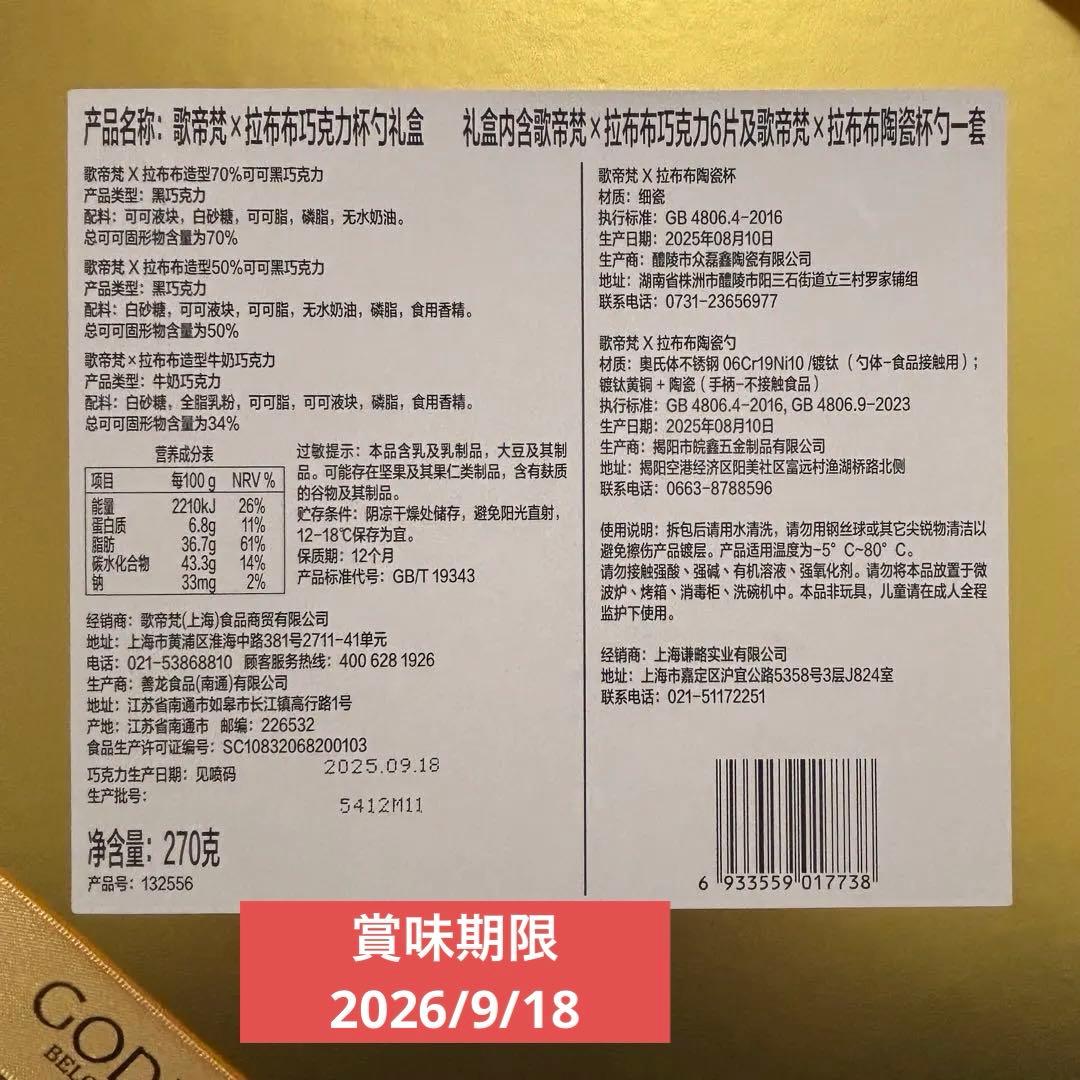 产品名称：歌帝梵×拉布布巧克力杯勺礼盒
礼盒内含歌帝梵×拉布布巧克力6片及歌帝梵×拉布布陶瓷杯勺一套
歌帝梵 X 拉布布造型70%可可黑巧克力
产品类型：黑巧克力
配料：可可液块，白砂糖，可可脂，磷脂，无水奶油。
总可可固形物含量为70%
歌帝梵 X 拉布布造型50%可可黑巧克力
产品类型：黑巧克力
配料：白砂糖，可可液块，可可脂，无水奶油，磷脂，食用香精。
总可可固形物含量为50%
歌帝梵×拉布布造型牛奶巧克力
产品类型：牛奶巧克力
配料：白砂糖，全脂乳粉，可可脂，可可液块，磷脂，食用香精。
总可可固形物含量为34%
营养成分表
项目 每100 g NRV %
能量 2210kJ 26%
蛋白质 6.8g 11%
脂肪 36.7g 61%
碳水化合物 43.3g 14%
钠 33mg 2%
过敏提示：本品含乳及乳制品，大豆及其制
品。可能存在坚果及其果仁类制品，含有麸质
的谷物及其制品。
贮存条件：阴凉干燥处储存，避免阳光直射，
12-18℃保存为宜。
保质期：12个月
产品标准代号：GB/T 19343
经销商：歌帝梵(上海)食品商贸有限公司
地址：上海市黄浦区淮海中路381号2711-41单元
电话：021-53868810 顾客服务热线：400 628 1926
生产商：善龙食品(南通)有限公司
地址：江苏省南通市如皋市长江镇高行路1号
产地：江苏省南通市 邮编：226532
食品生产许可证编号：SC10832068200103
巧克力生产日期：见喷码 2025.09.18
生产批号： 5412M11
净含量：270克
产品号：132556
歌帝梵 X 拉布布陶瓷杯
材质：细瓷
执行标准：GB 4806.4-2016
生产日期：2025年08月10日
生产商：醴陵市众磊鑫陶瓷有限公司
地址：湖南省株洲市醴陵市阳三石街道立三村罗家铺组
联系电话：0731-23656977
歌帝梵 X 拉布布陶瓷勺
材质：奥氏体不锈钢 06Cr19Ni10 /镀钛（勺体-食品接触用）；
镀钛黄铜 + 陶瓷（手柄-不接触食品）
执行标准：GB 4806.4-2016, GB 4806.9-2023
生产日期：2025年08月10日
生产商：揭阳市皖鑫五金制品有限公司
地址：揭阳空港经济区阳美社区富远村渔湖桥路北侧
联系电话：0663-8788596
使用说明：拆包后请用水清洗，请勿用钢丝球或其它尖锐物清洁以
避免擦伤产品镀层。产品适用温度为-5°C~80°C。
请勿接触强酸、强碱、有机溶液、强氧化剂。请勿将本品放置于微
波炉、烤箱、消毒柜、洗碗机中。本品非玩具，儿童请在成人全程
监护下使用。
经销商：上海谦略实业有限公司
地址：上海市嘉定区沪宜公路5358号3层J824室
联系电话：021-51172251
6 933559 017738
賞味期限
2026/9/18